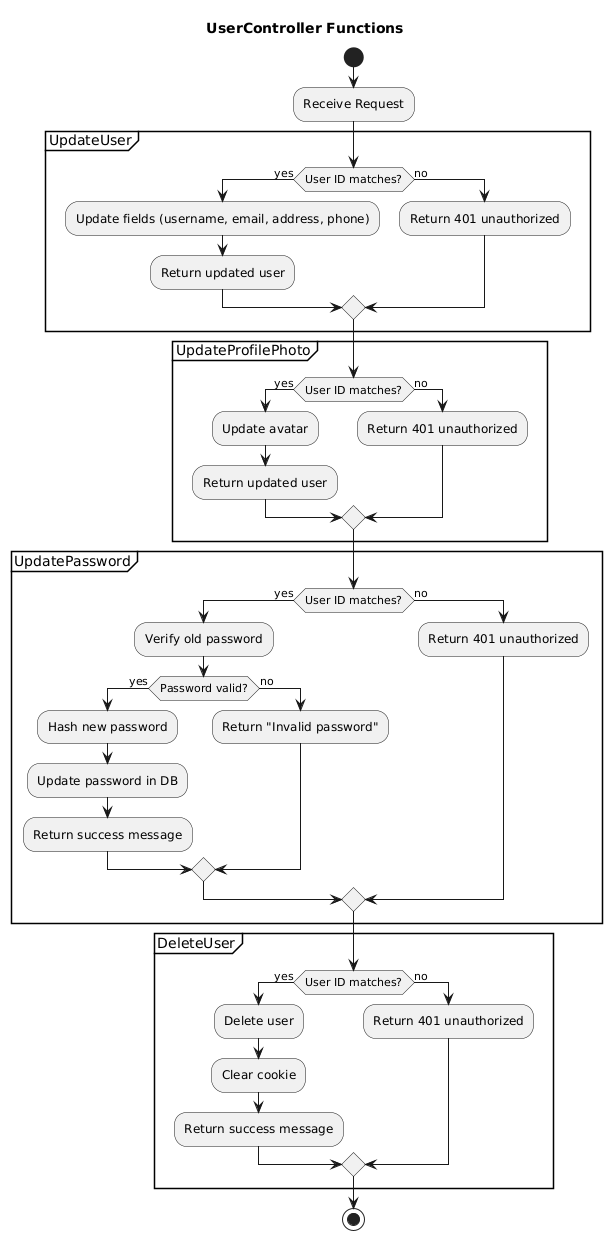 UserController Functions
Receive Request
UpdateUser
User ID matches?
yes
no
Update fields (username, email, address, phone)
Return 401 unauthorized
Return updated user
UpdateProfilePhoto
User ID matches?
yes
no
Update avatar
Return 401 unauthorized
Return updated user
UpdatePassword
User ID matches?
yes
no
Verify old password
Return 401 unauthorized
Password valid?
yes
no
Hash new password
Return "Invalid password"
Update password in DB
Return success message
DeleteUser
User ID matches?
yes
no
Delete user
Return 401 unauthorized
Clear cookie
Return success message